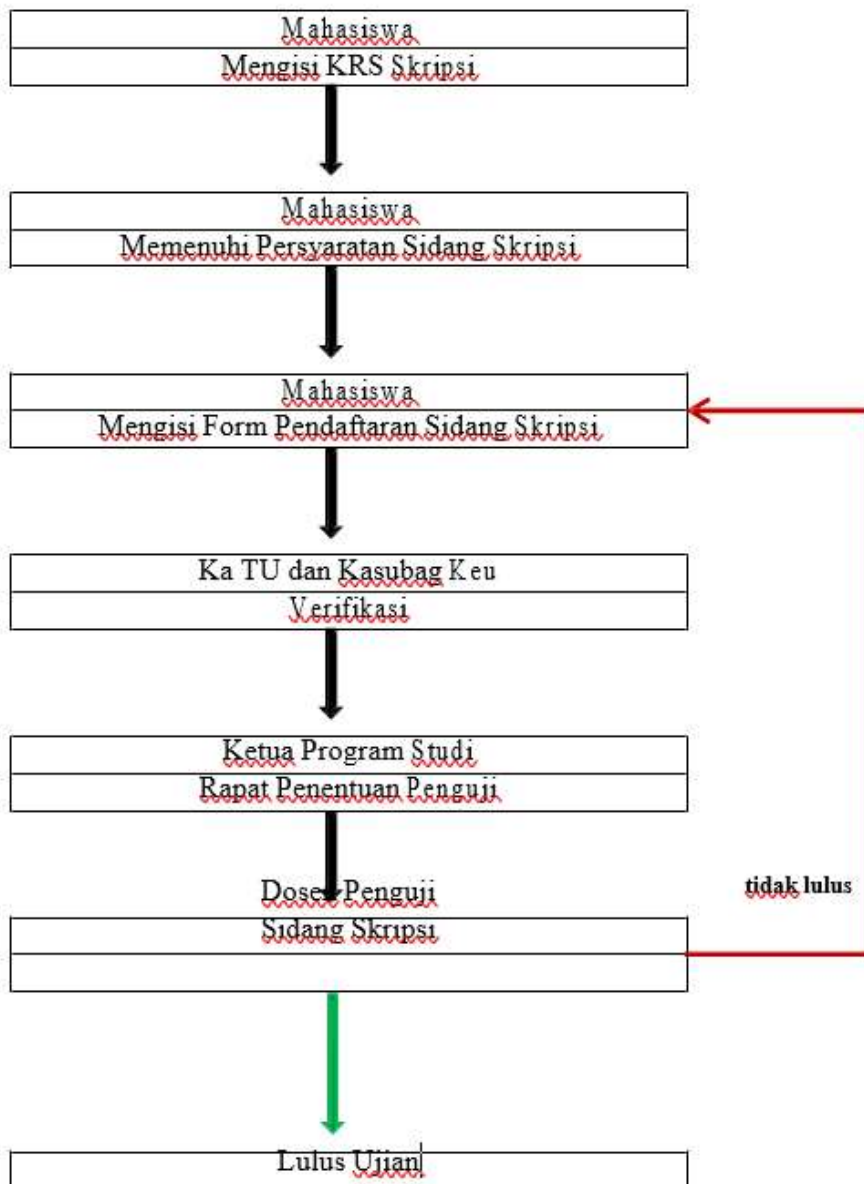 Mahasiswa
Mengisi KRS Skripsi
Mahasiswa
Memenuhi Persyaratan Sidang Skripsi
Mahasiswa
Mengisi Form Pendaftaran Sidang Skripsi
Ka TU dan Kasubag Keu
Verifikasi
Ketua Program Studi
Rapat Penentuan Penguji
Dosen Penguji
tidak lulus
Sidang Skripsi
Lulus Ujian